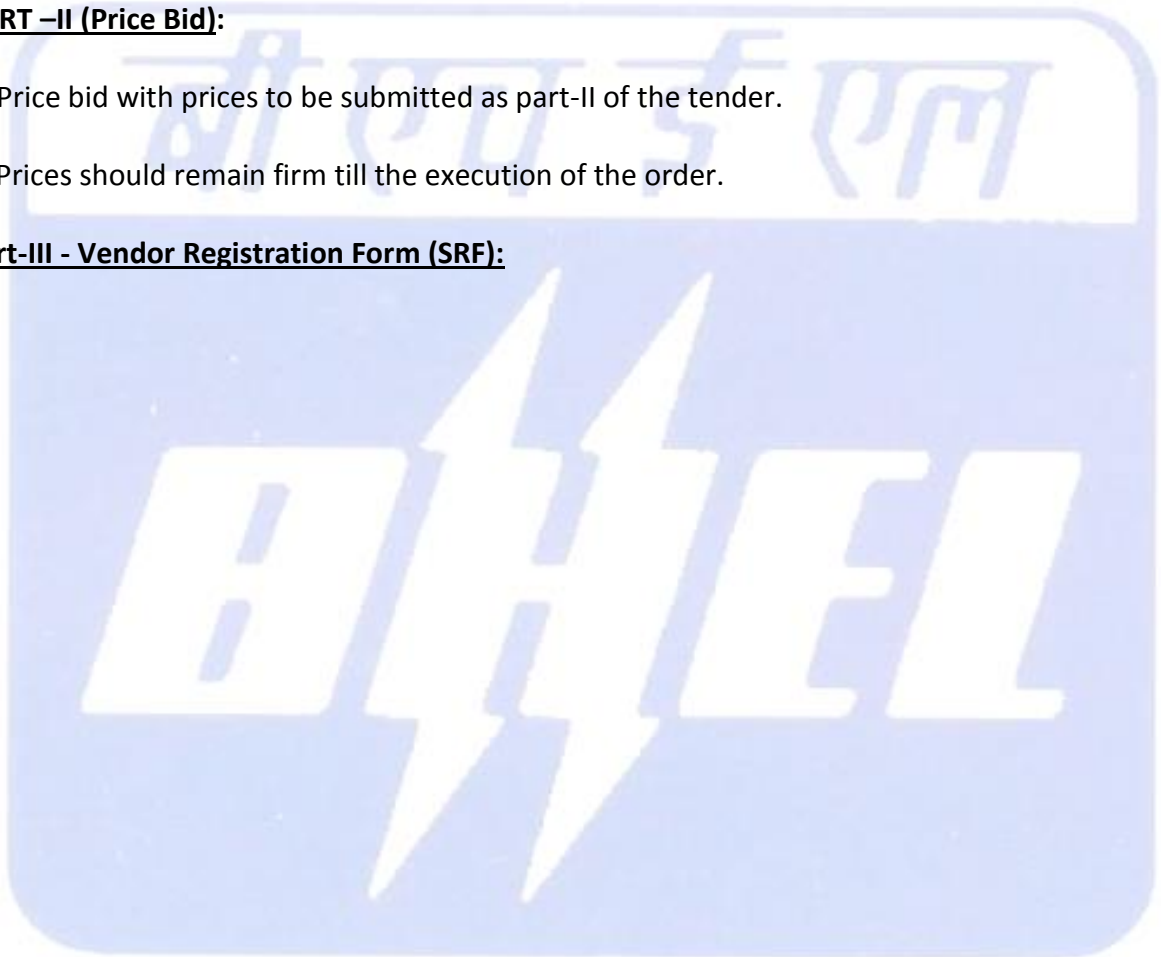 RT –II (Price Bid):
बी एच ई एल
Price bid with prices to be submitted as part-II of the tender.
Prices should remain firm till the execution of the order.
rt-III - Vendor Registration Form (SRF):
BHEL